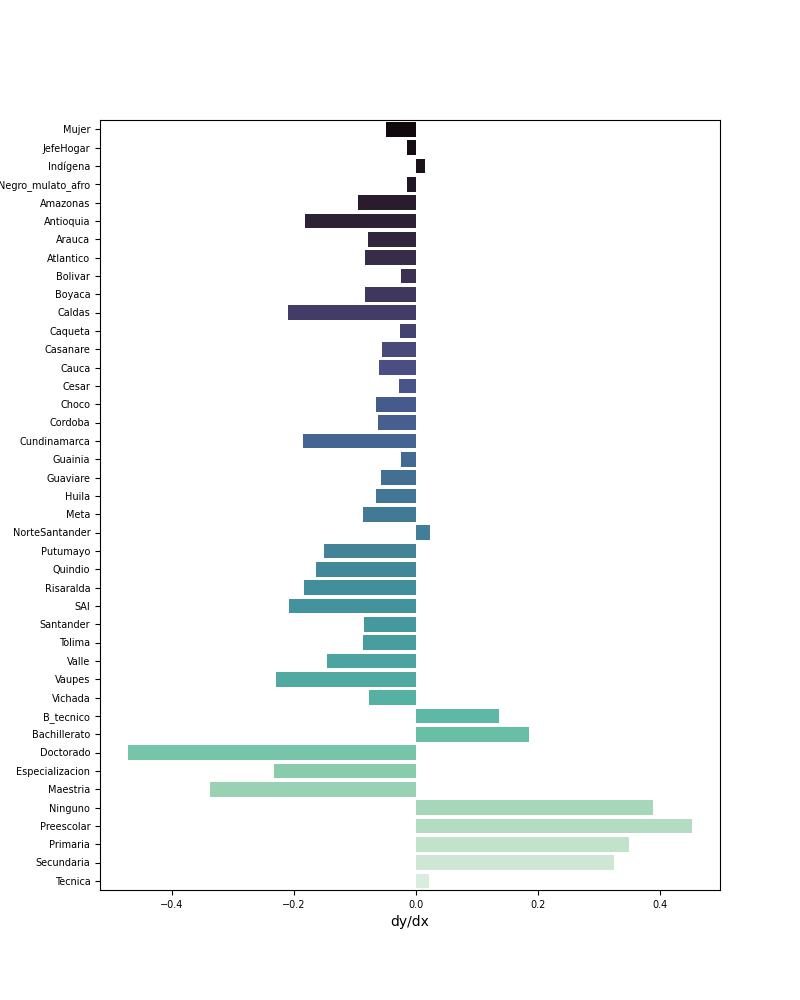 Mujer
JefeHogar
Indígena
Negro_mulato_afro
Amazonas
Antioquia
Arauca
Atlantico
Bolivar
Boyaca
Caldas
Caqueta
Casanare
Cauca
Cesar
Choco
Cordoba
Cundinamarca
Guainia
Guaviare
Huila
Meta
NorteSantander
Putumayo
Quindio
Risaralda
SAI
Santander
Tolima
Valle
Vaupes
Vichada
B_tecnico
Bachillerato
Doctorado
Especializacion
Maestria
Ninguno
Preescolar
Primaria
Secundaria
Tecnica
−0.4 −0.2 0.0 0.2 0.4
dy/dx